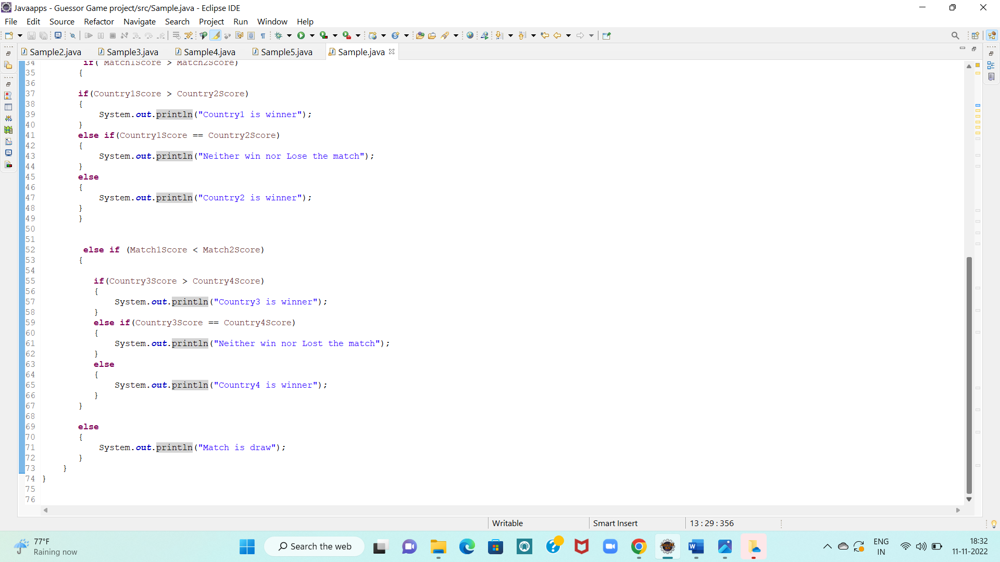 Javaapps - Guessor Game project/src/Sample.java - Eclipse IDE
File Edit Source Refactor Navigate Search Project Run Window Help
Sample2.java Sample3.java Sample4.java Sample5.java Sample.java
34 if( Match1Score > Match2Score)
35 {
36
37 if(Country1Score > Country2Score)
38 {
39 System.out.println("Country1 is winner");
40 }
41 else if(Country1Score == Country2Score)
42 {
43 System.out.println("Neither win nor Lose the match");
44 }
45 else
46 {
47 System.out.println("Country2 is winner");
48 }
49 }
50
51
52 else if (Match1Score < Match2Score)
53 {
54
55 if(Country3Score > Country4Score)
56 {
57 System.out.println("Country3 is winner");
58 }
59 else if(Country3Score == Country4Score)
60 {
61 System.out.println("Neither win nor Lost the match");
62 }
63 else
64 {
65 System.out.println("Country4 is winner");
66 }
67 }
68
69 else
70 {
71 System.out.println("Match is draw");
72 }
73 }
74 }
75
76
Writable Smart Insert 13 : 29 : 356
77°F
Raining now
Search the web
ENG
IN
18:32
11-11-2022